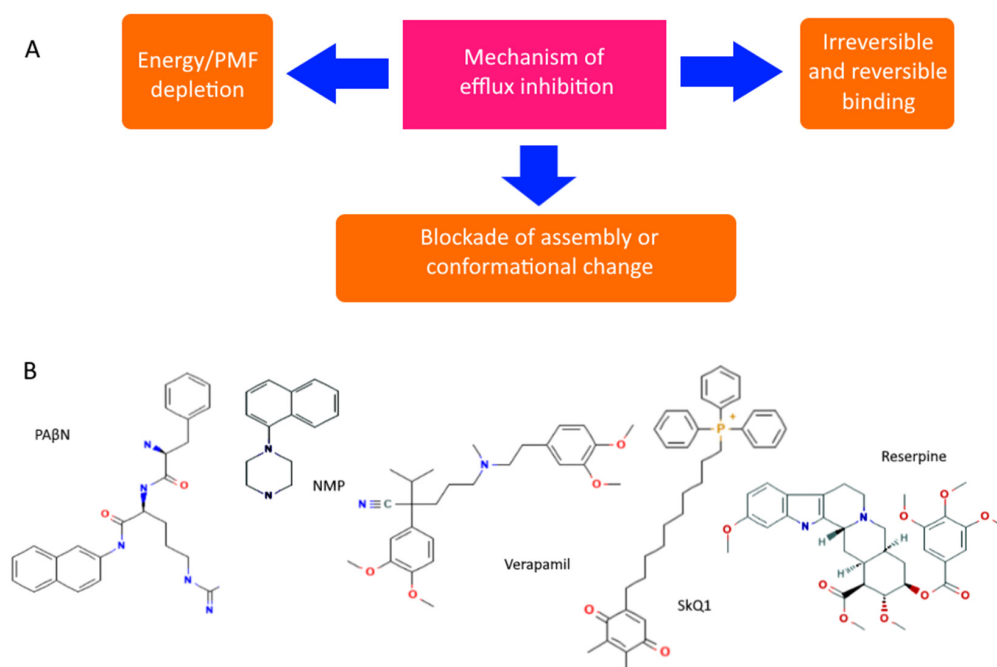 A
Energy/PMF
depletion
Mechanism of
efflux inhibition
Irreversible
and reversible
binding
Blockade of assembly or
conformational change
B
PAβN
NMP
Verapamil
SkQ1
Reserpine
N
N
O
O
N
N
N
N
N
N
N≡C
O
O
O
O
P
+
O
O
N
N
H
H
H
O
O
O
O
O
O
O
O
O